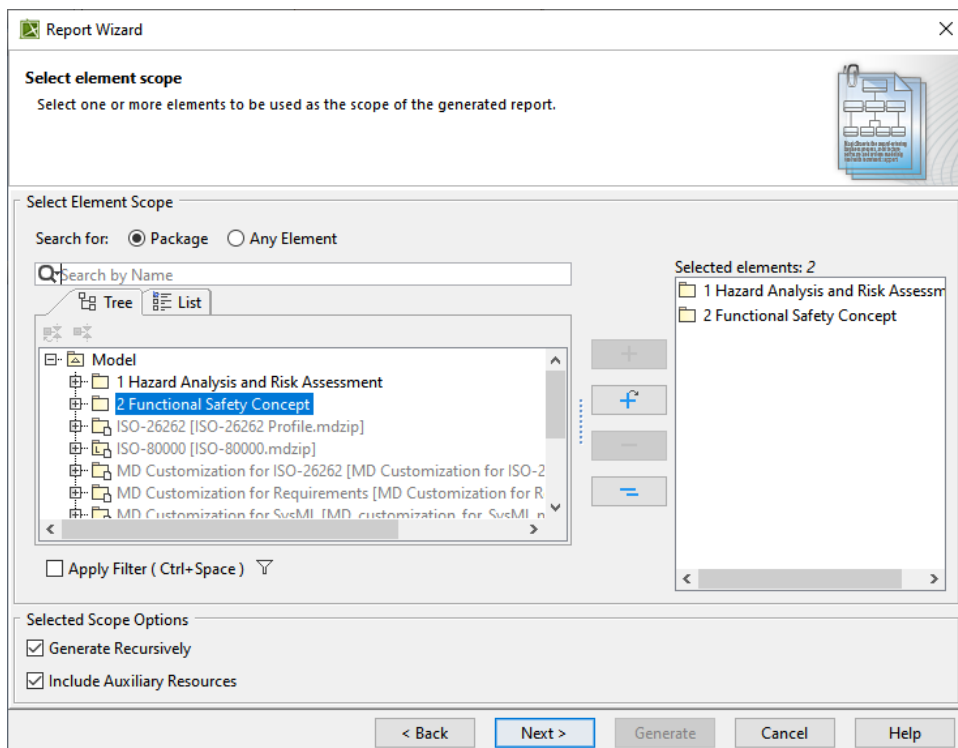 Report Wizard
Select element scope
Select one or more elements to be used as the scope of the generated report.
Select Element Scope
Search for: Package Any Element
Search by Name
Tree List
Model
1 Hazard Analysis and Risk Assessment
2 Functional Safety Concept
ISO-26262 [ISO-26262 Profile.mdzip]
ISO-80000 [ISO-80000.mdzip]
MD Customization for ISO-26262 [MD Customization for ISO-2
MD Customization for Requirements [MD Customization for R
MD Customization for SysML [MD_customization_for_SysML.m
Apply Filter ( Ctrl+Space )
Selected elements: 2
1 Hazard Analysis and Risk Assessm
2 Functional Safety Concept
Selected Scope Options
Generate Recursively
Include Auxiliary Resources
< Back Next > Generate Cancel Help